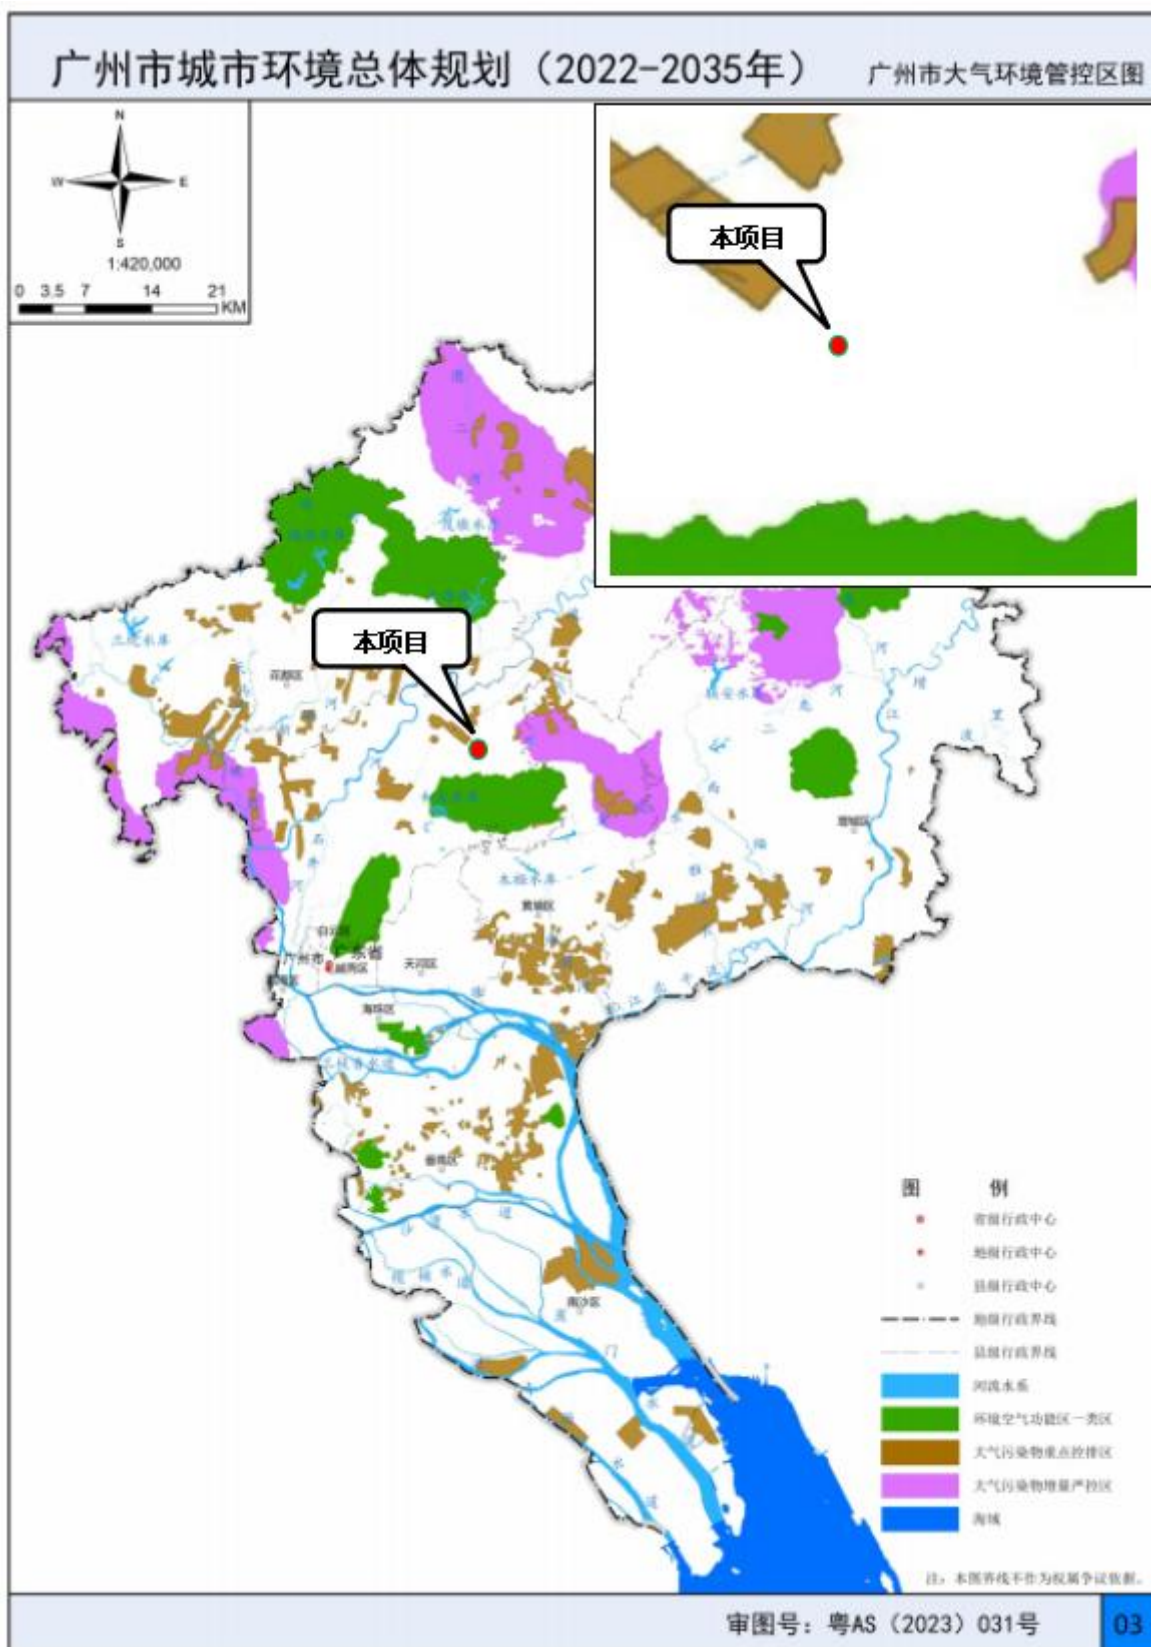 广州市城市环境总体规划（2022-2035年） 广州市大气环境管控区图
N
W E
S
1:420,000
0 3.5 7 14 21
KM
本项目
本项目
花都区
增城区
木强水库
黄埔区
白云区
广东省
广州市
越秀区
天河区
海珠区
番禺区
南沙区
图 例
省级行政中心
地级行政中心
县级行政中心
地级行政界线
县级行政界线
河流水系
环境空气功能区一类区
大气污染物重点控排区
大气污染物增量严控区
海域
注：本图界线不作为权属争议依据。
审图号：粤AS（2023）031号
03